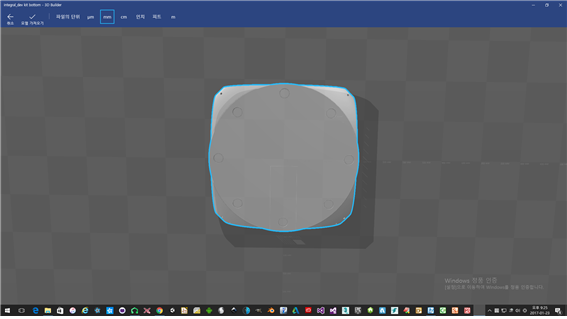 integral_dev kit bottom - 3D Builder
취소
모델 가져오기
파일의 단위
μm
mm
cm
인치
피트
m
Windows 정품 인증
[설정]으로 이동하여 Windows를 정품 인증합니다.
오후 9:25
2017-01-23